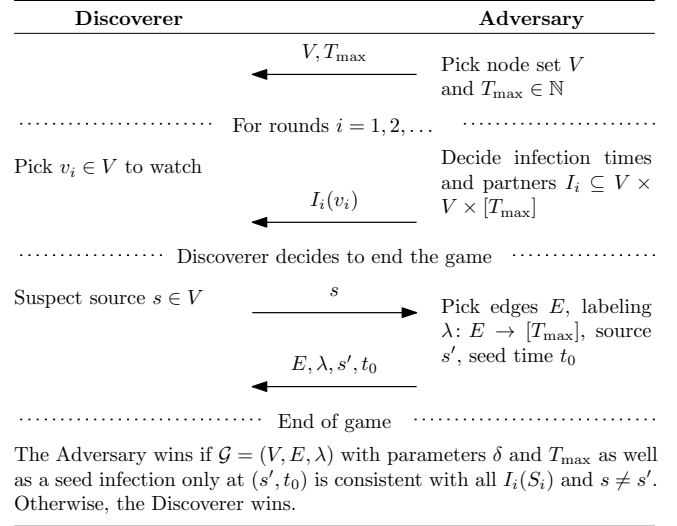 Discoverer Adversary
V, T_max
Pick node set V
and T_max ∈ ℕ
For rounds i = 1, 2, . . .
Pick v_i ∈ V to watch
Decide infection times
and partners I_i ⊆ V ×
V × [T_max]
I_i(v_i)
Discoverer decides to end the game
Suspect source s ∈ V
s
Pick edges E, labeling
λ: E → [T_max], source
s′, seed time t_0
E, λ, s′, t_0
End of game
The Adversary wins if 𝒢 = (V, E, λ) with parameters δ and T_max as well
as a seed infection only at (s′, t_0) is consistent with all I_i(S_i) and s ≠ s′.
Otherwise, the Discoverer wins.